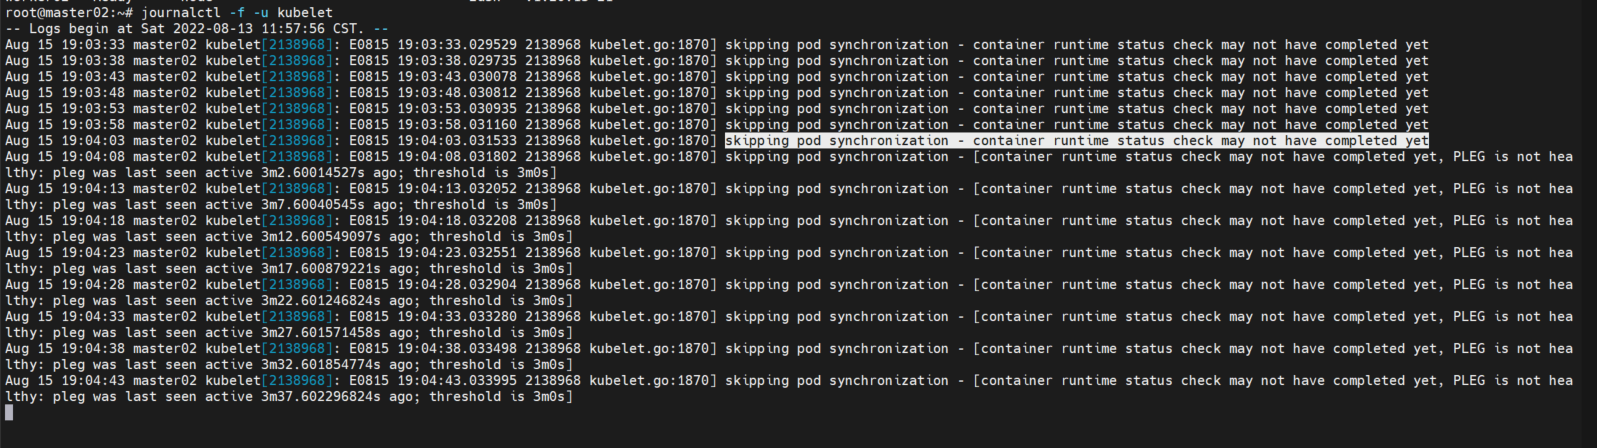 root@master02:~# journalctl -f -u kubelet
-- Logs begin at Sat 2022-08-13 11:57:56 CST. --
Aug 15 19:03:33 master02 kubelet[2138968]: E0815 19:03:33.029529 2138968 kubelet.go:1870] skipping pod synchronization - container runtime status check may not have completed yet
Aug 15 19:03:38 master02 kubelet[2138968]: E0815 19:03:38.029735 2138968 kubelet.go:1870] skipping pod synchronization - container runtime status check may not have completed yet
Aug 15 19:03:43 master02 kubelet[2138968]: E0815 19:03:43.030078 2138968 kubelet.go:1870] skipping pod synchronization - container runtime status check may not have completed yet
Aug 15 19:03:48 master02 kubelet[2138968]: E0815 19:03:48.030812 2138968 kubelet.go:1870] skipping pod synchronization - container runtime status check may not have completed yet
Aug 15 19:03:53 master02 kubelet[2138968]: E0815 19:03:53.030935 2138968 kubelet.go:1870] skipping pod synchronization - container runtime status check may not have completed yet
Aug 15 19:03:58 master02 kubelet[2138968]: E0815 19:03:58.031160 2138968 kubelet.go:1870] skipping pod synchronization - container runtime status check may not have completed yet
Aug 15 19:04:03 master02 kubelet[2138968]: E0815 19:04:03.031533 2138968 kubelet.go:1870] skipping pod synchronization - container runtime status check may not have completed yet
Aug 15 19:04:08 master02 kubelet[2138968]: E0815 19:04:08.031802 2138968 kubelet.go:1870] skipping pod synchronization - [container runtime status check may not have completed yet, PLEG is not hea
lthy: pleg was last seen active 3m2.60014527s ago; threshold is 3m0s]
Aug 15 19:04:13 master02 kubelet[2138968]: E0815 19:04:13.032052 2138968 kubelet.go:1870] skipping pod synchronization - [container runtime status check may not have completed yet, PLEG is not hea
lthy: pleg was last seen active 3m7.60040545s ago; threshold is 3m0s]
Aug 15 19:04:18 master02 kubelet[2138968]: E0815 19:04:18.032208 2138968 kubelet.go:1870] skipping pod synchronization - [container runtime status check may not have completed yet, PLEG is not hea
lthy: pleg was last seen active 3m12.600549097s ago; threshold is 3m0s]
Aug 15 19:04:23 master02 kubelet[2138968]: E0815 19:04:23.032551 2138968 kubelet.go:1870] skipping pod synchronization - [container runtime status check may not have completed yet, PLEG is not hea
lthy: pleg was last seen active 3m17.600879221s ago; threshold is 3m0s]
Aug 15 19:04:28 master02 kubelet[2138968]: E0815 19:04:28.032904 2138968 kubelet.go:1870] skipping pod synchronization - [container runtime status check may not have completed yet, PLEG is not hea
lthy: pleg was last seen active 3m22.601246824s ago; threshold is 3m0s]
Aug 15 19:04:33 master02 kubelet[2138968]: E0815 19:04:33.033280 2138968 kubelet.go:1870] skipping pod synchronization - [container runtime status check may not have completed yet, PLEG is not hea
lthy: pleg was last seen active 3m27.601571458s ago; threshold is 3m0s]
Aug 15 19:04:38 master02 kubelet[2138968]: E0815 19:04:38.033498 2138968 kubelet.go:1870] skipping pod synchronization - [container runtime status check may not have completed yet, PLEG is not hea
lthy: pleg was last seen active 3m32.601854774s ago; threshold is 3m0s]
Aug 15 19:04:43 master02 kubelet[2138968]: E0815 19:04:43.033995 2138968 kubelet.go:1870] skipping pod synchronization - [container runtime status check may not have completed yet, PLEG is not hea
lthy: pleg was last seen active 3m37.602296824s ago; threshold is 3m0s]